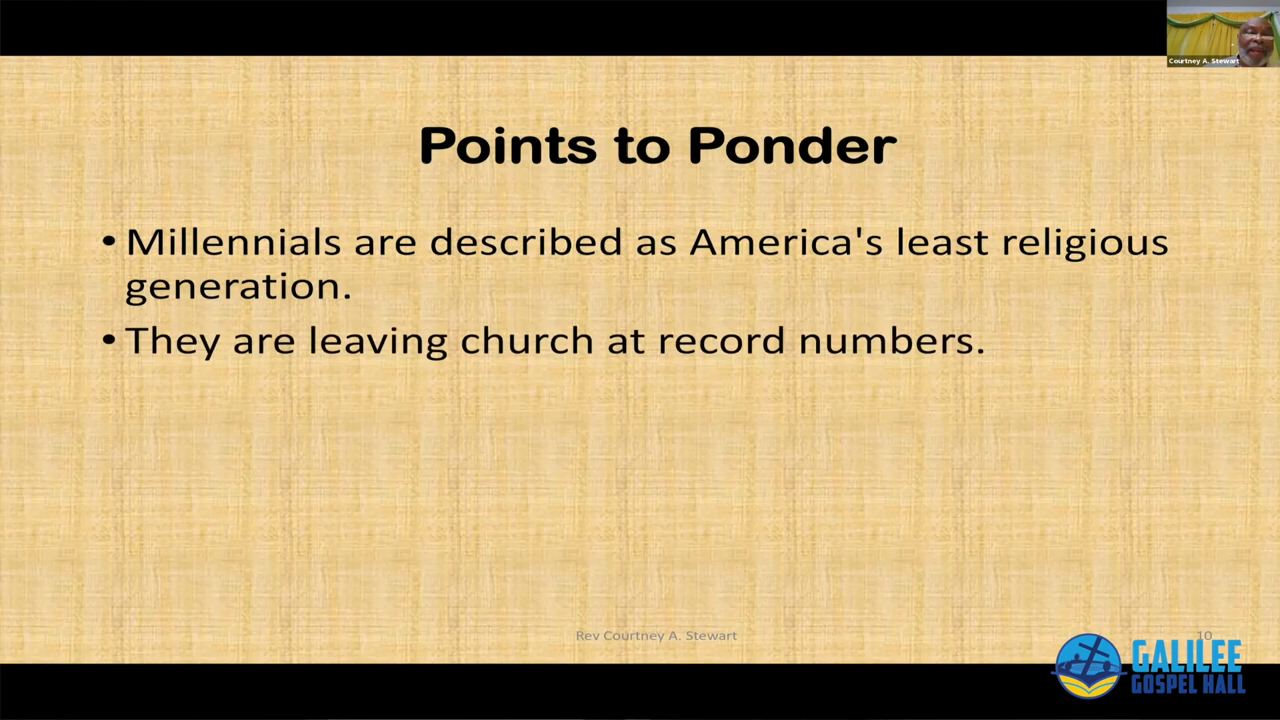 Courtney A. Stewart
Points to Ponder
• Millennials are described as America's least religious
generation.
• They are leaving church at record numbers.
Rev Courtney A. Stewart
10
GALILEE
GOSPEL HALL